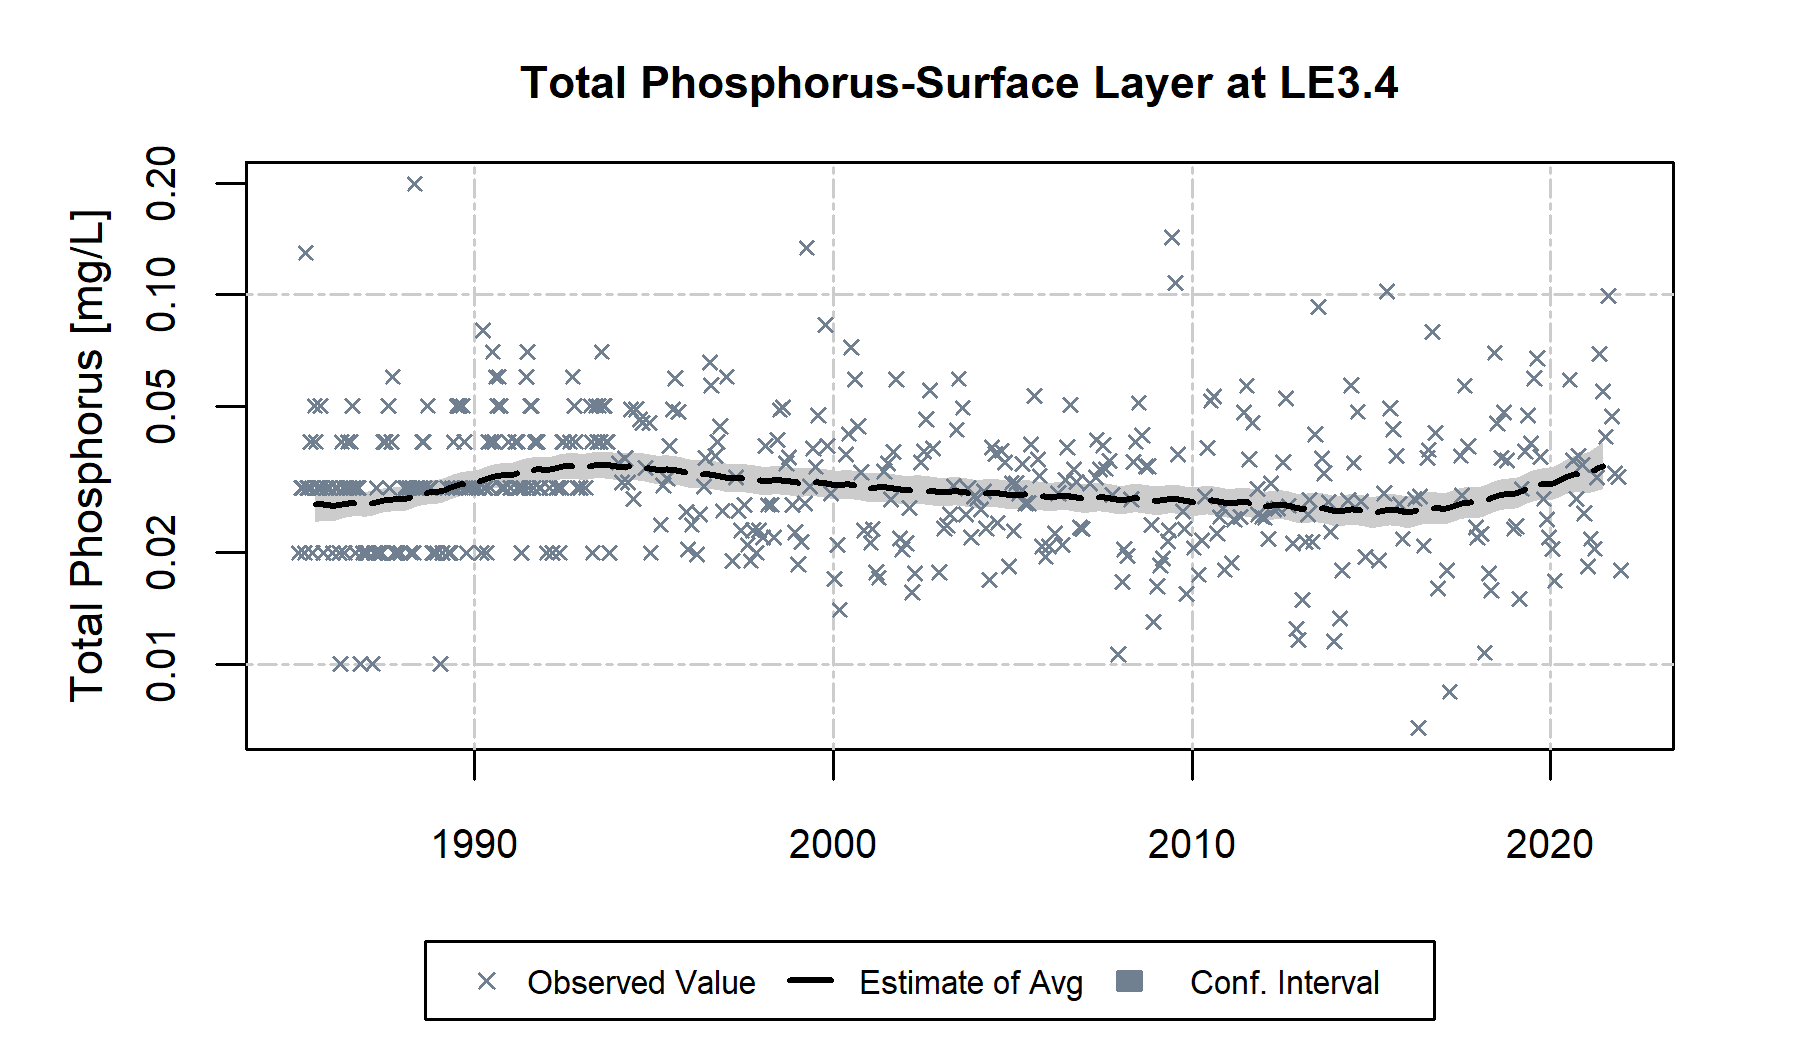 Total Phosphorus-Surface Layer at LE3.4
Total Phosphorus [mg/L]
0.20
0.10
0.05
0.02
0.01
1990 2000 2010 2020
Observed Value Estimate of Avg Conf. Interval